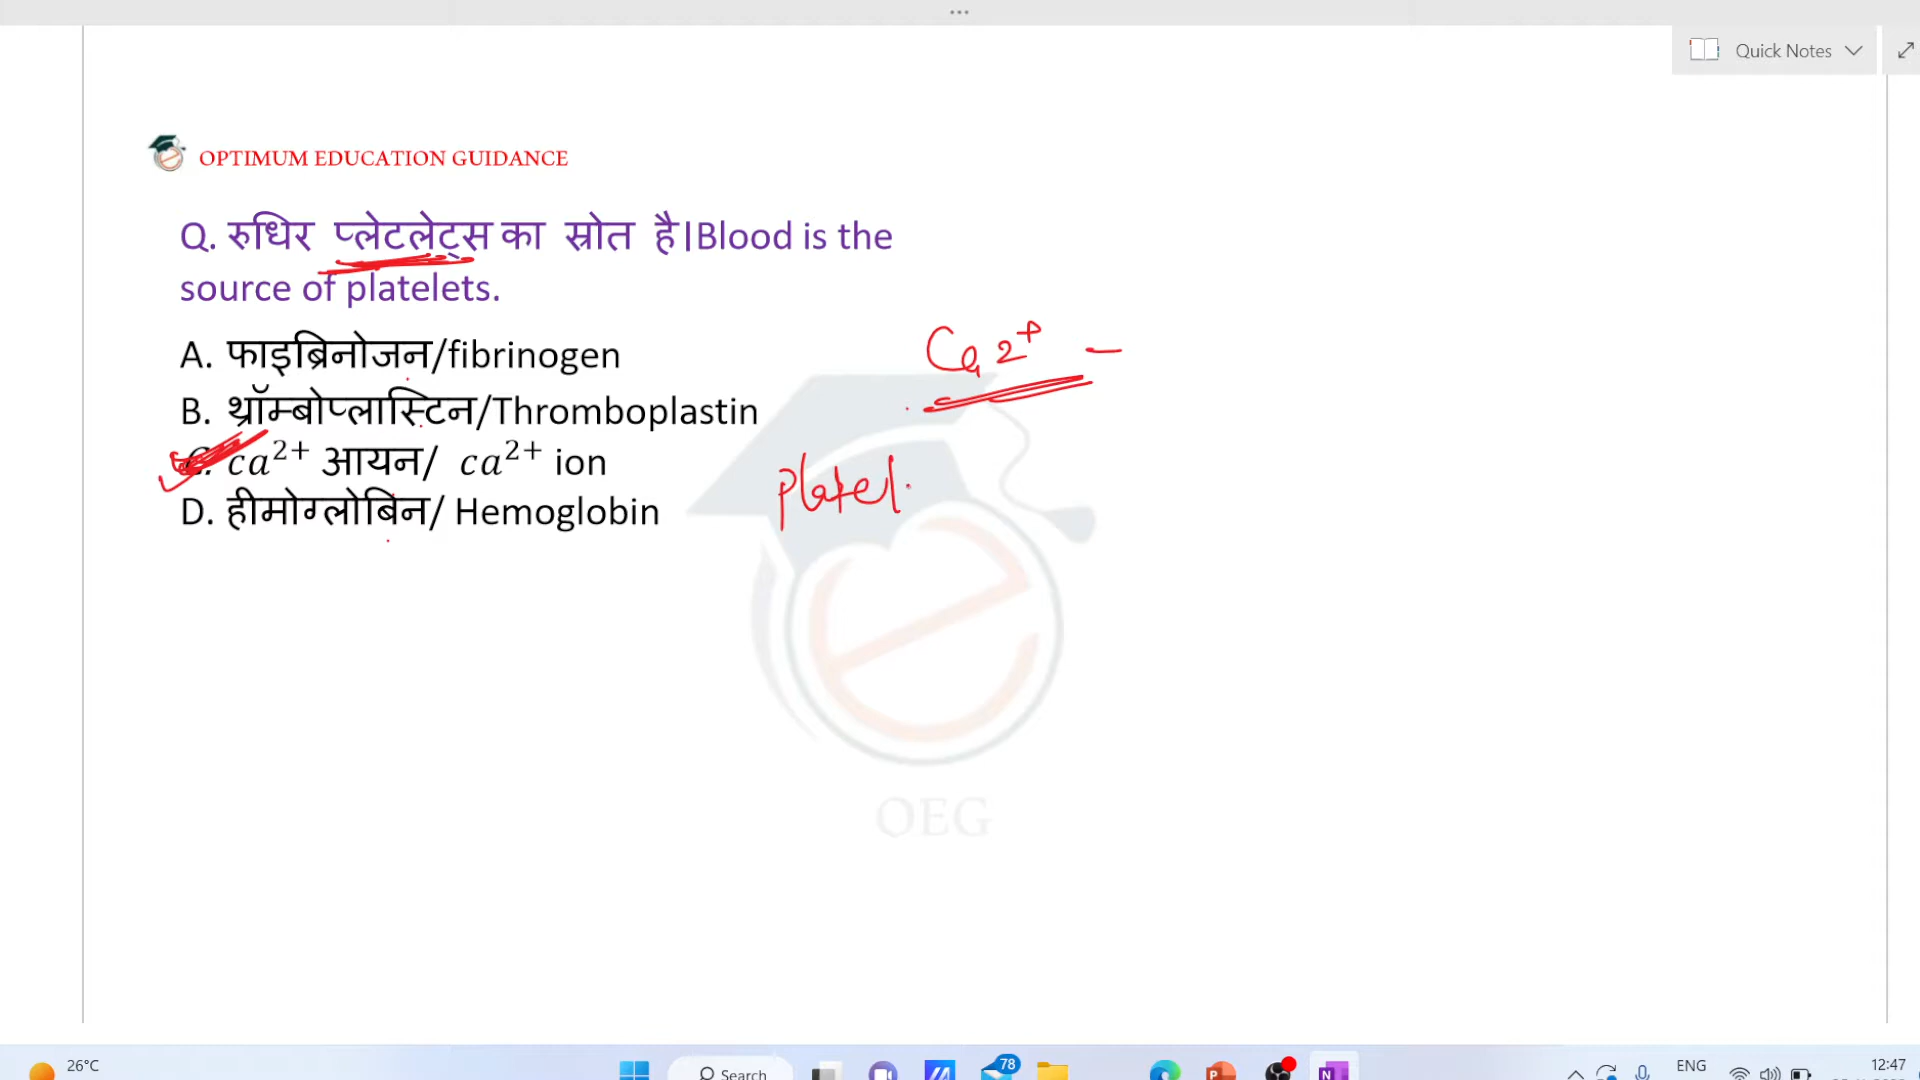 Quick Notes
OPTIMUM EDUCATION GUIDANCE
Q. रुधिर प्लेटलेट्स का स्रोत है।Blood is the
source of platelets.
A. फाइब्रिनोजन/fibrinogen
Ca 2+ –
B. थ्रॉम्बोप्लास्टिन/Thromboplastin
C. ca2+ आयन/ ca2+ ion
Platel
D. हीमोग्लोबिन/ Hemoglobin
OEG
26°C
Search
78
ENG
12:47